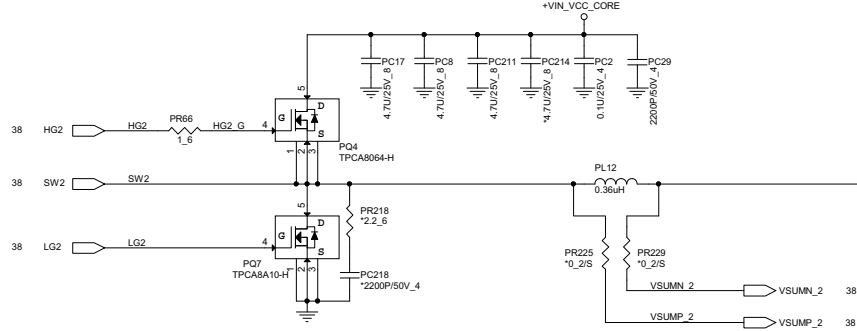 +VIN_VCC_CORE
PC17
4.7U/25V_8
PC8
4.7U/25V_8
PC211
4.7U/25V_8
PC214
*4.7U/25V_8
PC2
0.1U/25V_4
PC29
2200P/50V_4
5
D
G
S
4
1
2
3
PQ4
TPCA8064-H
38
HG2
HG2
PR66
1_6
HG2_G
38
SW2
SW2
PL12
0.36uH
5
D
G
S
4
1
2
3
PQ7
TPCA8A10-H
38
LG2
LG2
PR218
*2.2_6
PC218
*2200P/50V_4
PR225
*0_2/S
PR229
*0_2/S
VSUMN_2
VSUMN_2
38
VSUMP_2
VSUMP_2
38